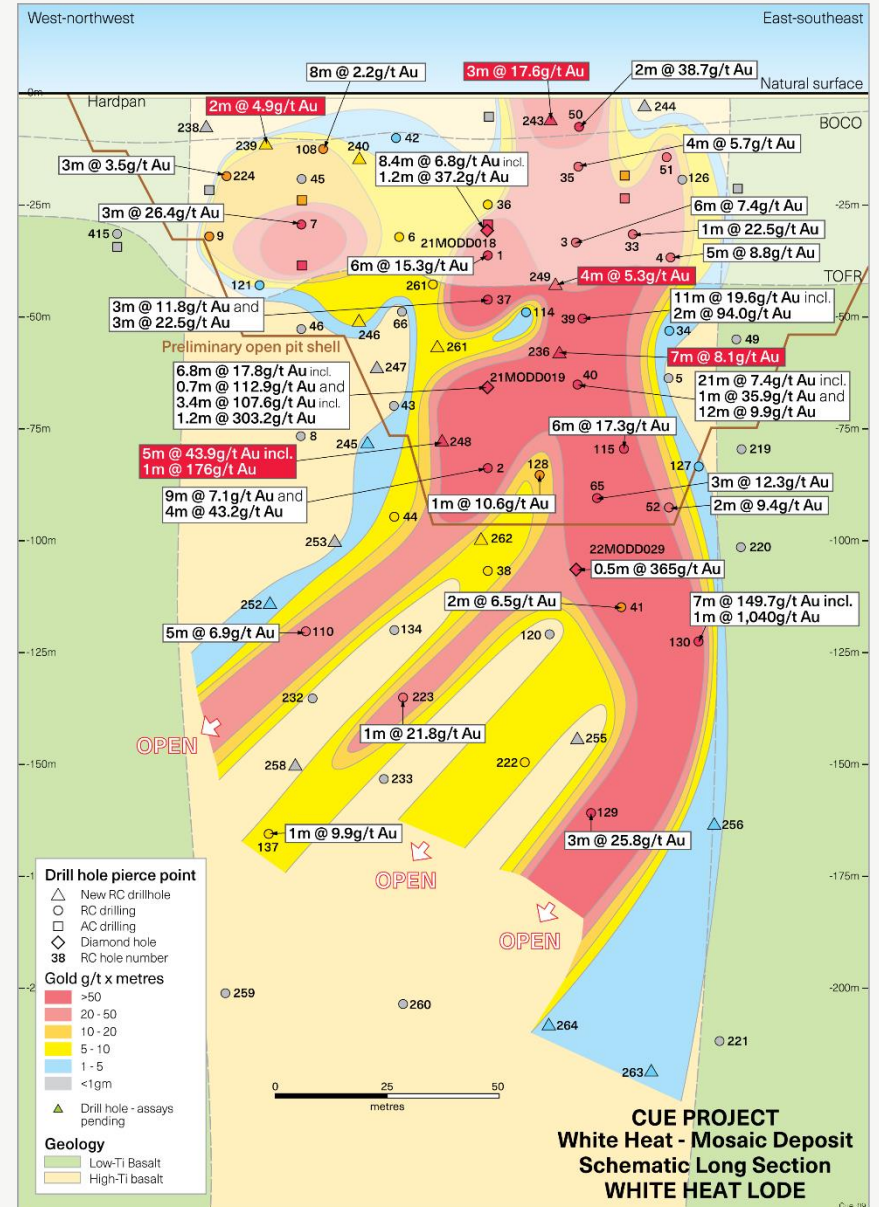 West-northwest
East-southeast
8m @ 2.2g/t Au
3m @ 17.6g/t Au
2m @ 38.7g/t Au
Natural surface
0m
Hardpan
2m @ 4.9g/t Au
243
50
244
BOCO
238
239
108
240
42
4m @ 5.7g/t Au
3m @ 3.5g/t Au
224
45
8.4m @ 6.8g/t Au incl.
1.2m @ 37.2g/t Au
35
51
126
-25m
36
6m @ 7.4g/t Au
3m @ 26.4g/t Au
7
415
9
6
21MODD018
3
33
1m @ 22.5g/t Au
6m @ 15.3g/t Au
1
4
5m @ 8.8g/t Au
121
261
249
4m @ 5.3g/t Au
TOFR
3m @ 11.8g/t Au and
3m @ 22.5g/t Au
37
11m @ 19.6g/t Au incl.
2m @ 94.0g/t Au
-50m
46
246
66
114
39
34
49
Preliminary open pit shell
261
236
7m @ 8.1g/t Au
6.8m @ 17.8g/t Au incl.
0.7m @ 112.9g/t Au and
3.4m @ 107.6g/t Au incl.
1.2m @ 303.2g/t Au
247
21MODD019
40
5
21m @ 7.4g/t Au incl.
1m @ 35.9g/t Au and
12m @ 9.9g/t Au
43
-75m
8
245
248
6m @ 17.3g/t Au
115
219
5m @ 43.9g/t Au incl.
1m @ 176g/t Au
2
128
127
9m @ 7.1g/t Au and
4m @ 43.2g/t Au
1m @ 10.6g/t Au
65
3m @ 12.3g/t Au
44
52
2m @ 9.4g/t Au
-100m
253
262
22MODD029
220
38
0.5m @ 365g/t Au
252
2m @ 6.5g/t Au
41
7m @ 149.7g/t Au incl.
1m @ 1,040g/t Au
5m @ 6.9g/t Au
110
134
120
130
-125m
232
223
OPEN
1m @ 21.8g/t Au
255
-150m
258
233
222
256
137
1m @ 9.9g/t Au
129
3m @ 25.8g/t Au
OPEN
-175m
OPEN
-200m
259
260
264
221
263
Drill hole pierce point
New RC drillhole
RC drilling
AC drilling
Diamond hole
38 RC hole number
Gold g/t x metres
>50
20 - 50
10 - 20
5 - 10
1 - 5
<1gm
Drill hole - assays
pending
Geology
Low-Ti Basalt
High-Ti basalt
0 25 50
metres
CUE PROJECT
White Heat - Mosaic Deposit
Schematic Long Section
WHITE HEAT LODE